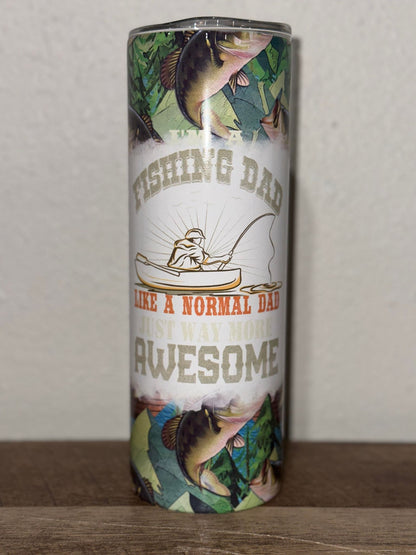 I'M A
FISHING DAD
LIKE A NORMAL DAD
JUST WAY MORE
AWESOME